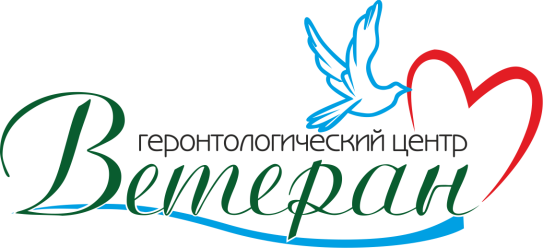 геронтологический центр
Ветеран